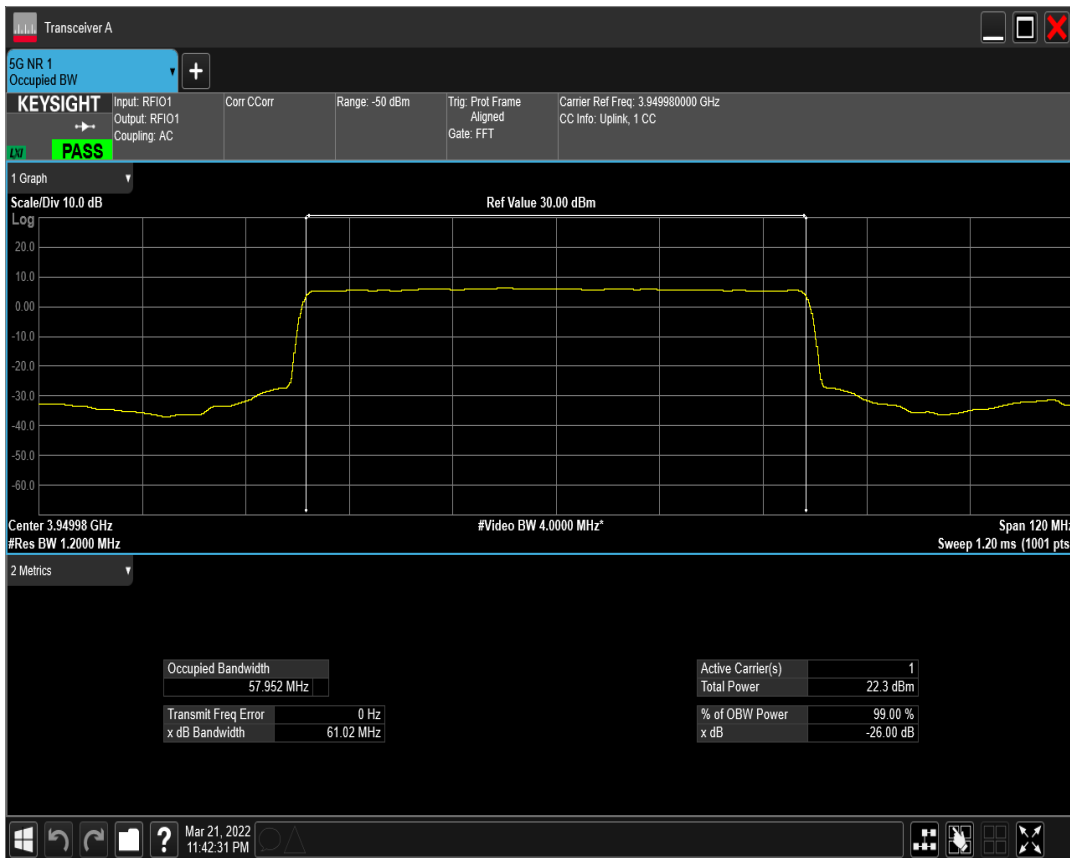 Transceiver A
5G NR 1
Occupied BW
+
KEYSIGHT
LXI
PASS
Input: RFIO1
Output: RFIO1
Coupling: AC
Corr CCorr
Range: -50 dBm
Trig: Prot Frame
Aligned
Gate: FFT
Carrier Ref Freq: 3.949980000 GHz
CC Info: Uplink, 1 CC
1 Graph
Scale/Div 10.0 dB
Ref Value 30.00 dBm
Log
20.0
10.0
0.00
-10.0
-20.0
-30.0
-40.0
-50.0
-60.0
Center 3.94998 GHz
#Video BW 4.0000 MHz*
Span 120 MHz
#Res BW 1.2000 MHz
Sweep 1.20 ms (1001 pts
2 Metrics
Occupied Bandwidth
57.952 MHz
Transmit Freq Error 0 Hz
x dB Bandwidth 61.02 MHz
Active Carrier(s) 1
Total Power 22.3 dBm
% of OBW Power 99.00 %
x dB -26.00 dB
?
Mar 21, 2022
11:42:31 PM